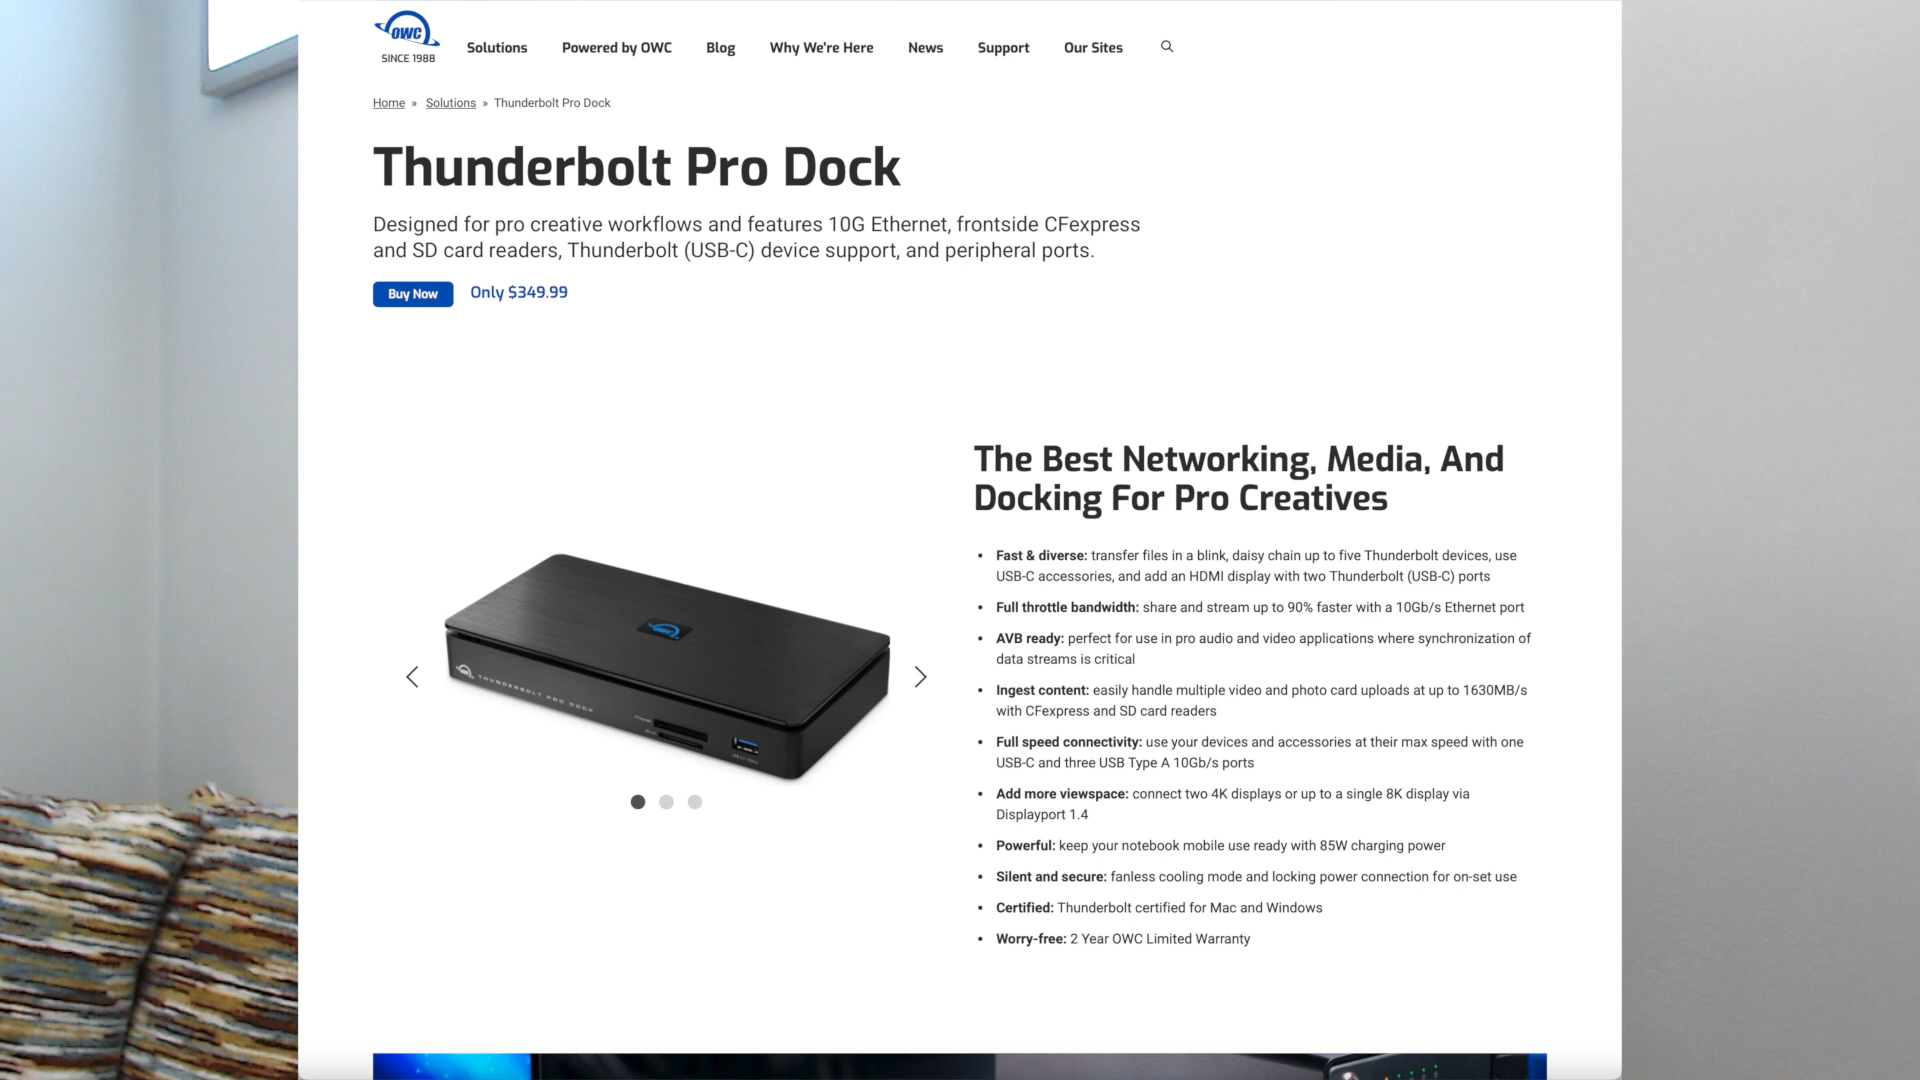 OWC
SINCE 1988
Solutions
Powered by OWC
Blog
Why We're Here
News
Support
Our Sites
Home » Solutions » Thunderbolt Pro Dock
Thunderbolt Pro Dock
Designed for pro creative workflows and features 10G Ethernet, frontside CFexpress
and SD card readers, Thunderbolt (USB-C) device support, and peripheral ports.
Buy Now
Only $349.99
The Best Networking, Media, And
Docking For Pro Creatives
• Fast & diverse: transfer files in a blink, daisy chain up to five Thunderbolt devices, use
USB-C accessories, and add an HDMI display with two Thunderbolt (USB-C) ports
• Full throttle bandwidth: share and stream up to 90% faster with a 10Gb/s Ethernet port
• AVB ready: perfect for use in pro audio and video applications where synchronization of
data streams is critical
• Ingest content: easily handle multiple video and photo card uploads at up to 1630MB/s
with CFexpress and SD card readers
• Full speed connectivity: use your devices and accessories at their max speed with one
USB-C and three USB Type A 10Gb/s ports
• Add more viewspace: connect two 4K displays or up to a single 8K display via
Displayport 1.4
• Powerful: keep your notebook mobile use ready with 85W charging power
• Silent and secure: fanless cooling mode and locking power connection for on-set use
• Certified: Thunderbolt certified for Mac and Windows
• Worry-free: 2 Year OWC Limited Warranty
OWC
OWC THUNDERBOLT PRO DOCK